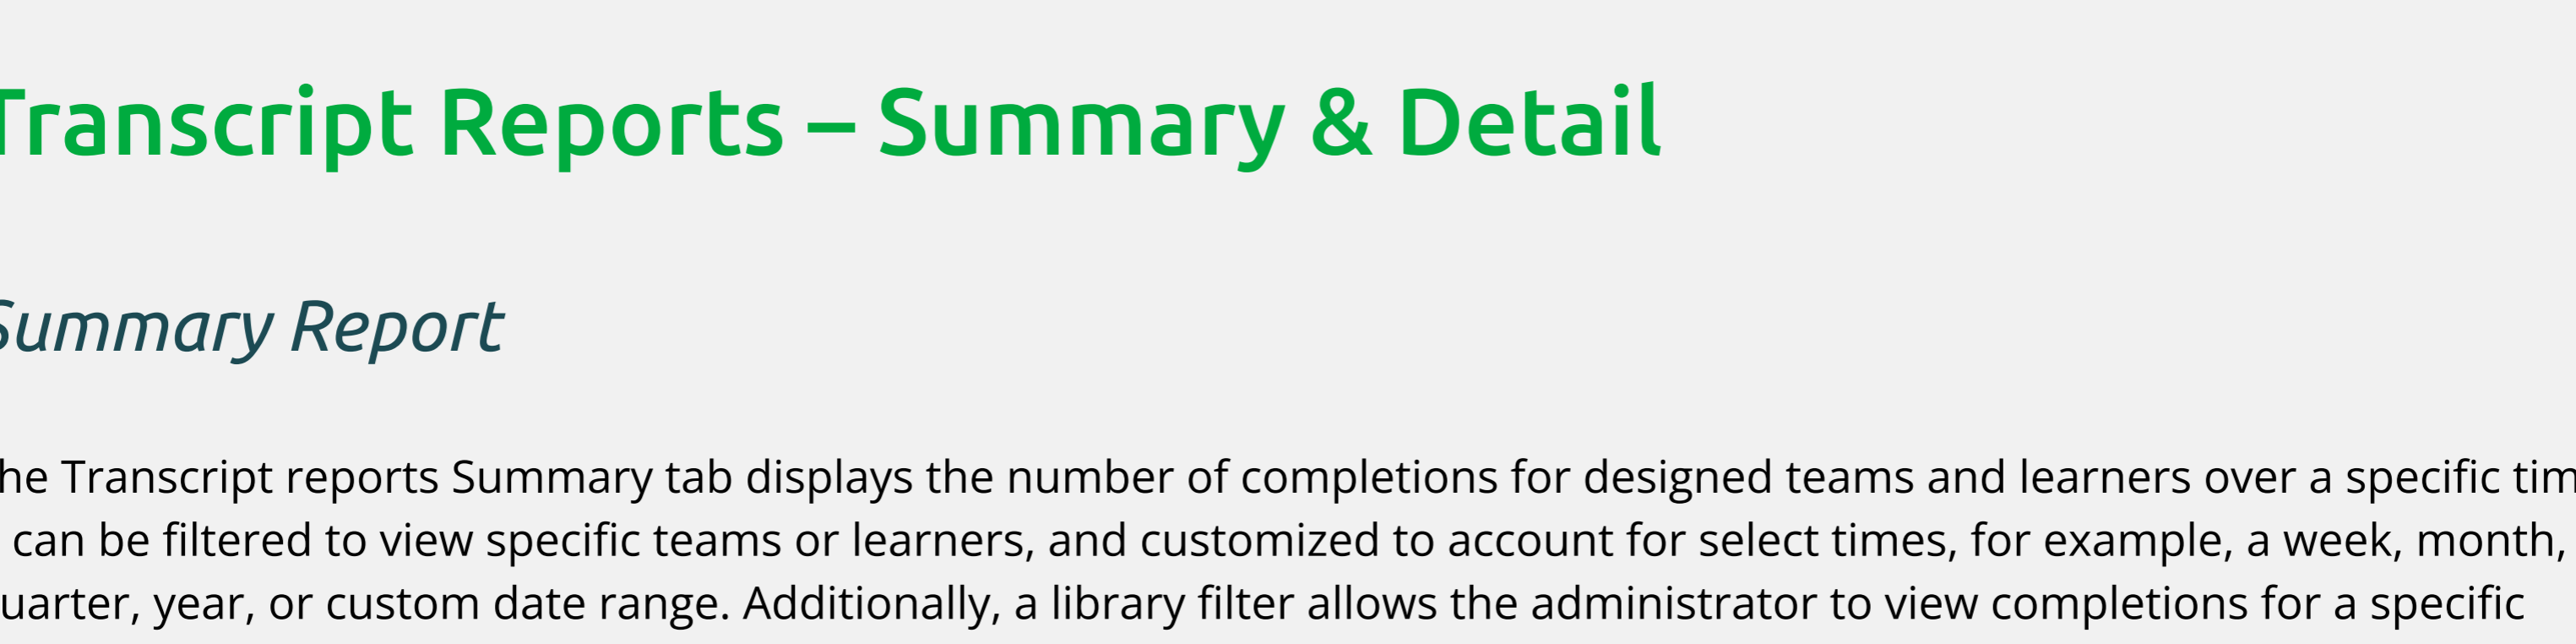 Transcript Reports – Summary & Detail
Summary Report
he Transcript reports Summary tab displays the number of completions for designed teams and learners over a specific tim
can be filtered to view specific teams or learners, and customized to account for select times, for example, a week, month,
uarter, year, or custom date range. Additionally, a library filter allows the administrator to view completions for a specific